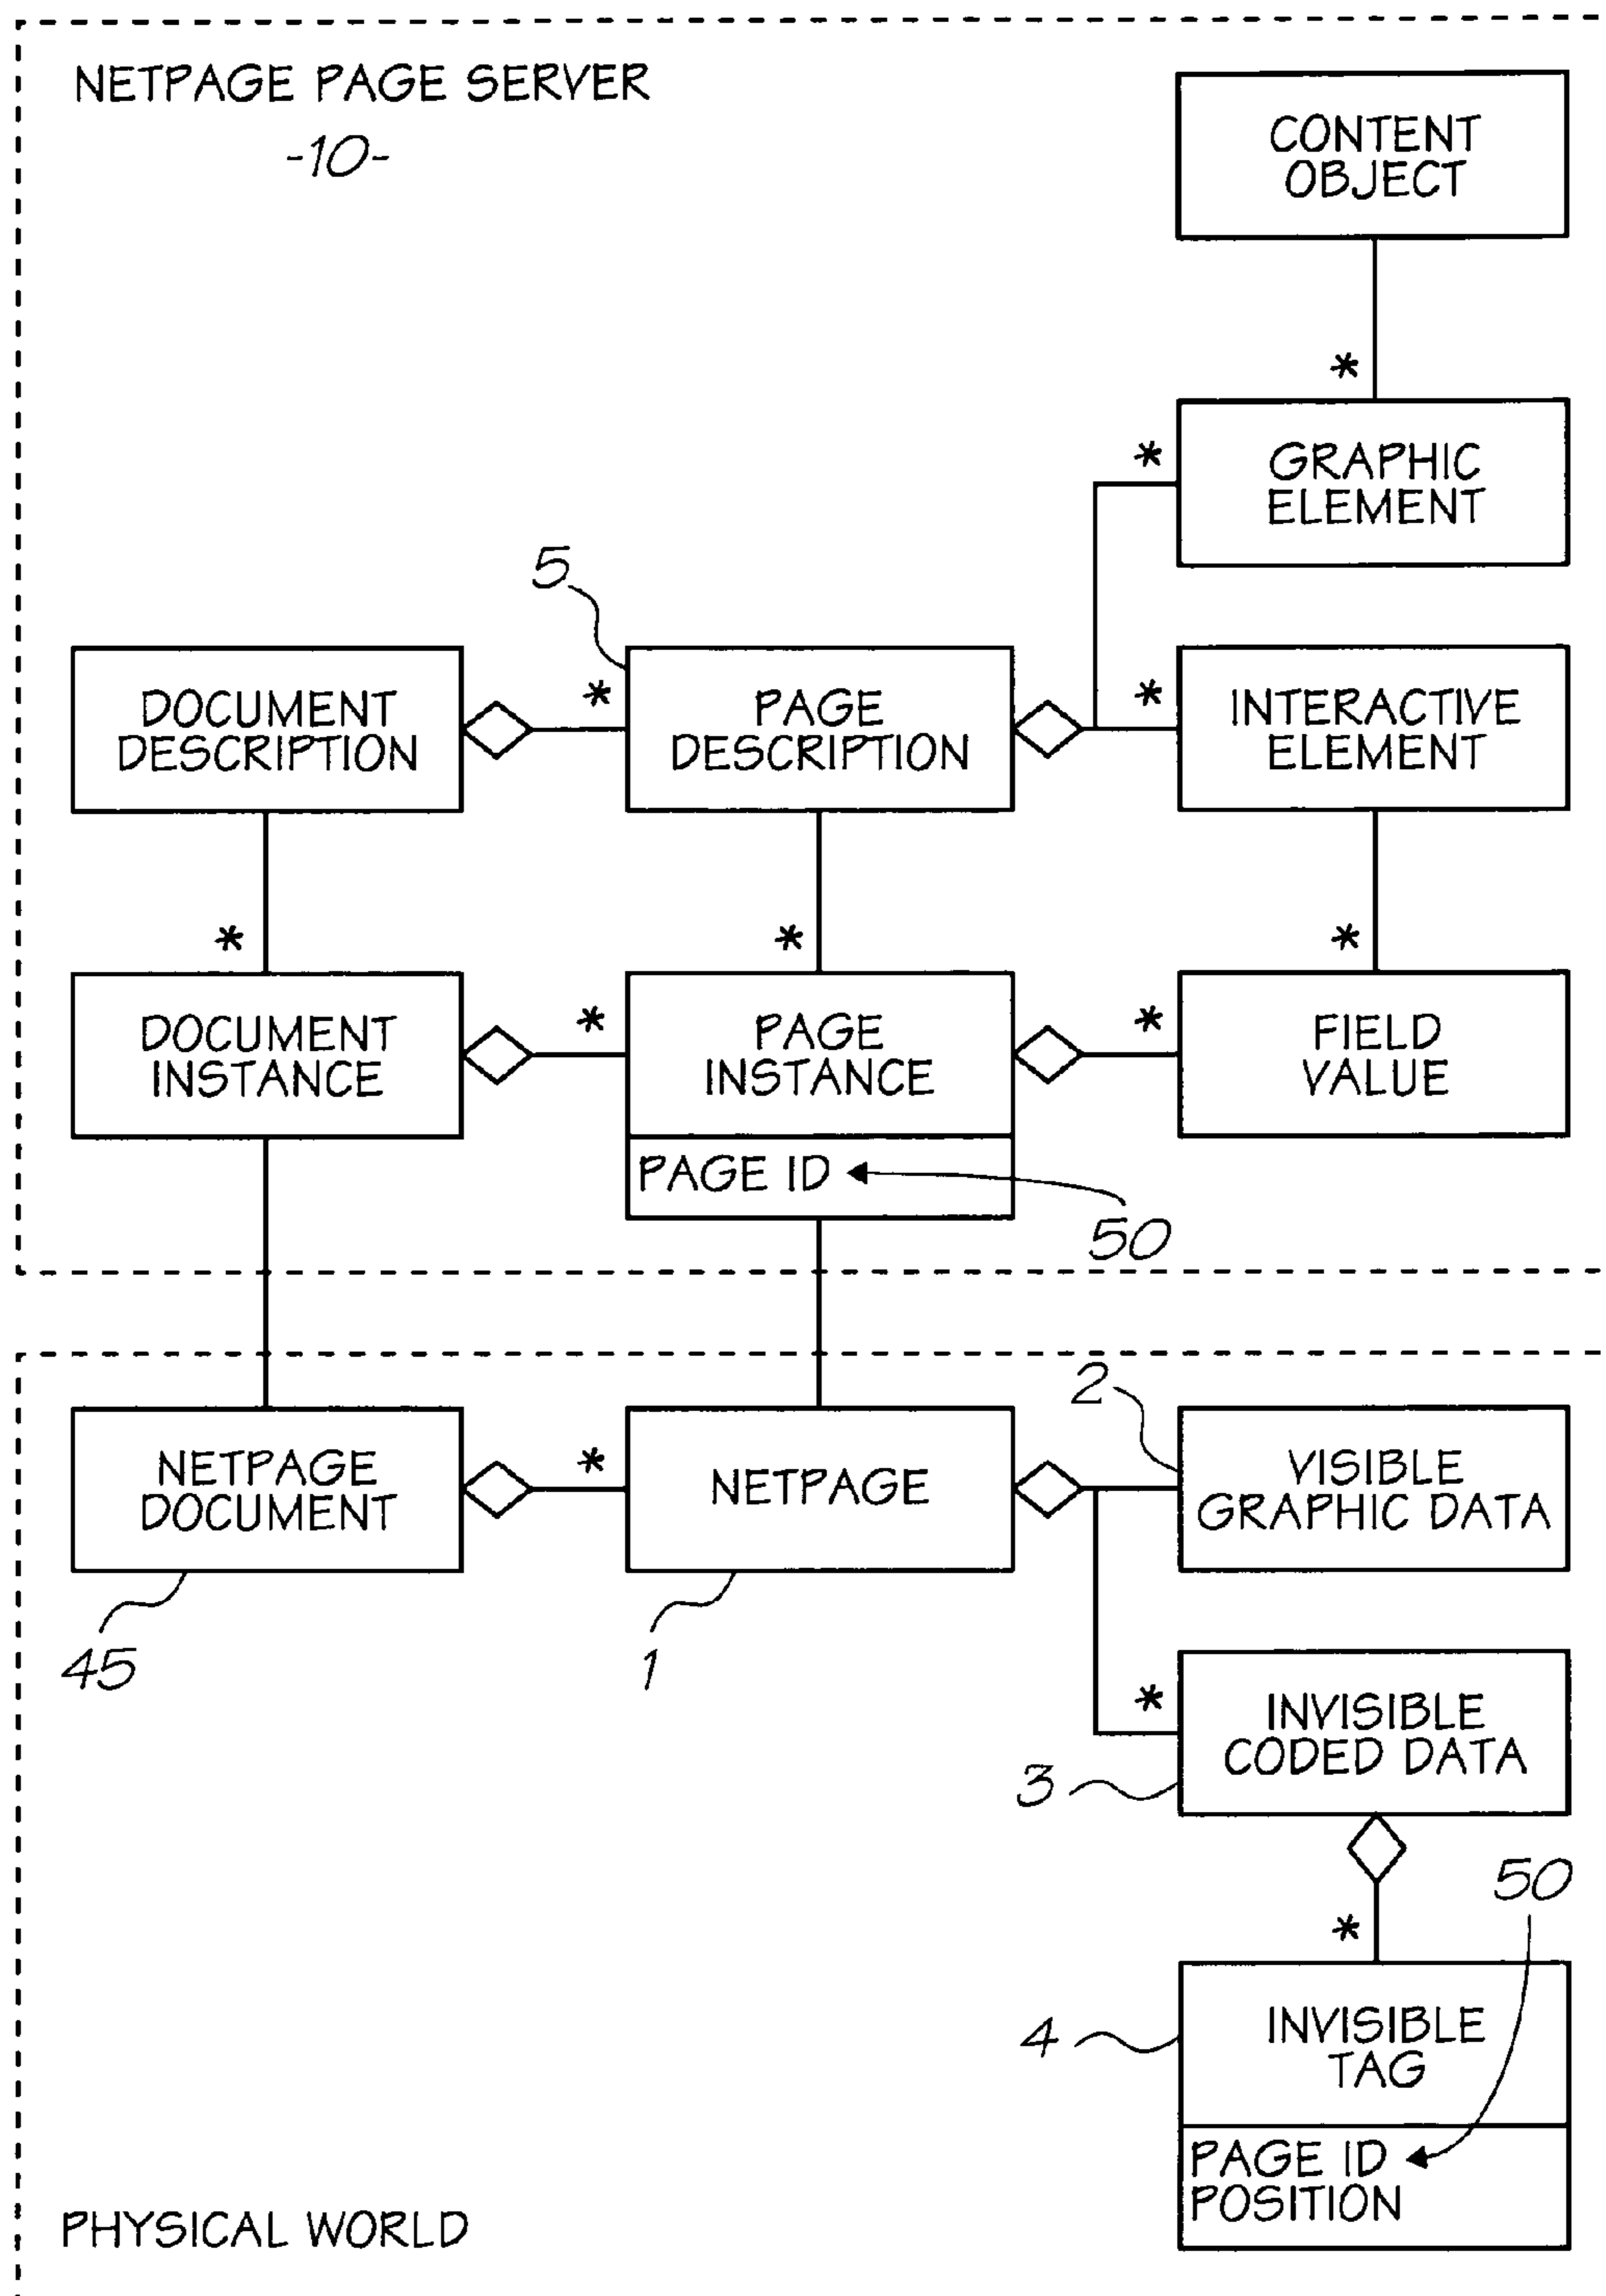 NETPAGE PAGE SERVER
-10-
CONTENT
OBJECT
*
*
GRAPHIC
ELEMENT
5
DOCUMENT
DESCRIPTION
*
PAGE
DESCRIPTION
*
INTERACTIVE
ELEMENT
*
*
*
DOCUMENT
INSTANCE
*
PAGE
INSTANCE
*
FIELD
VALUE
PAGE ID
50
NETPAGE
DOCUMENT
*
NETPAGE
2
VISIBLE
GRAPHIC DATA
45
1
*
INVISIBLE
CODED DATA
3
50
*
4
INVISIBLE
TAG
PAGE ID
POSITION
PHYSICAL WORLD